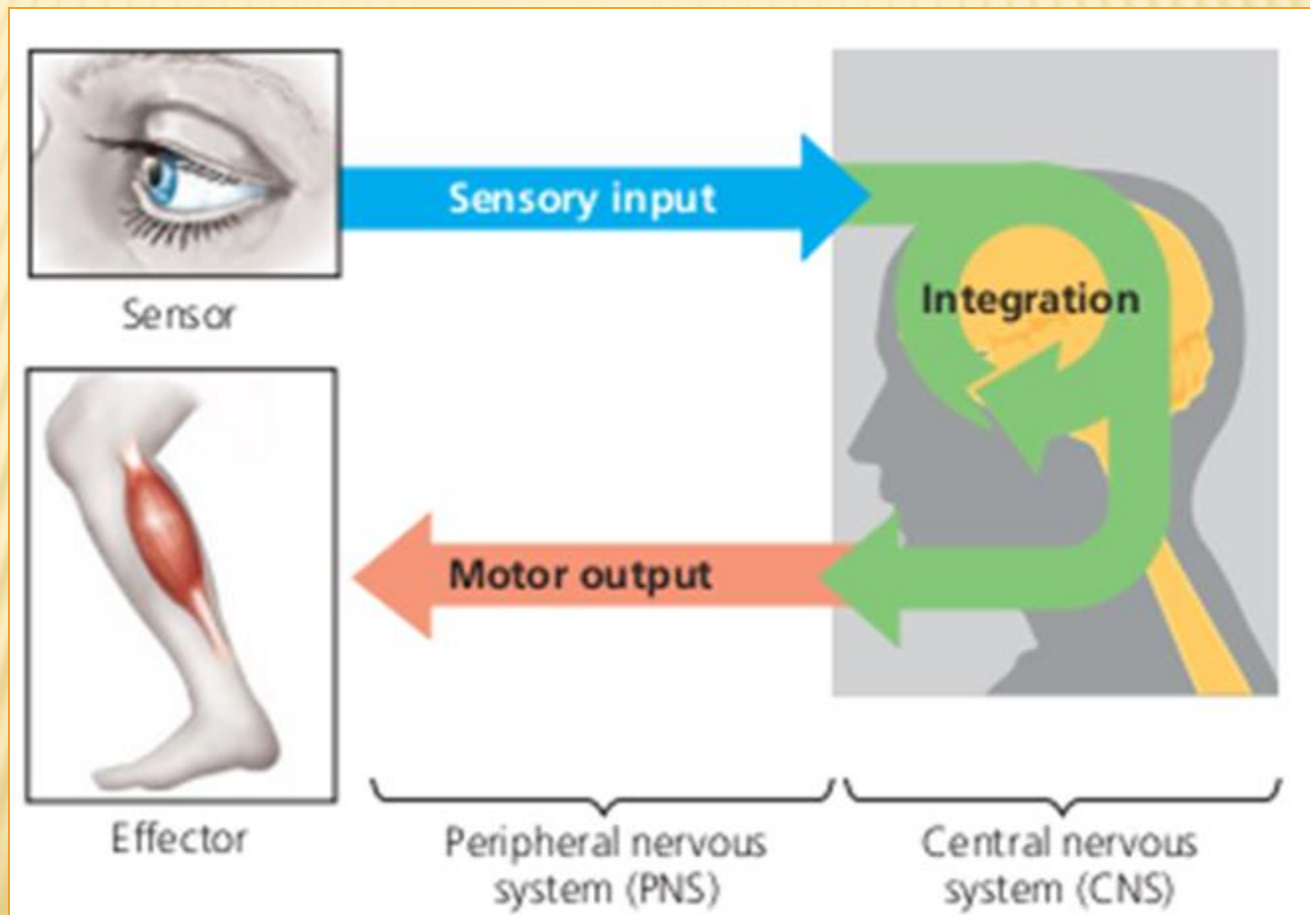 Sensory input
Sensor
Integration
Motor output
Effector
Peripheral nervous
system (PNS)
Central nervous
system (CNS)